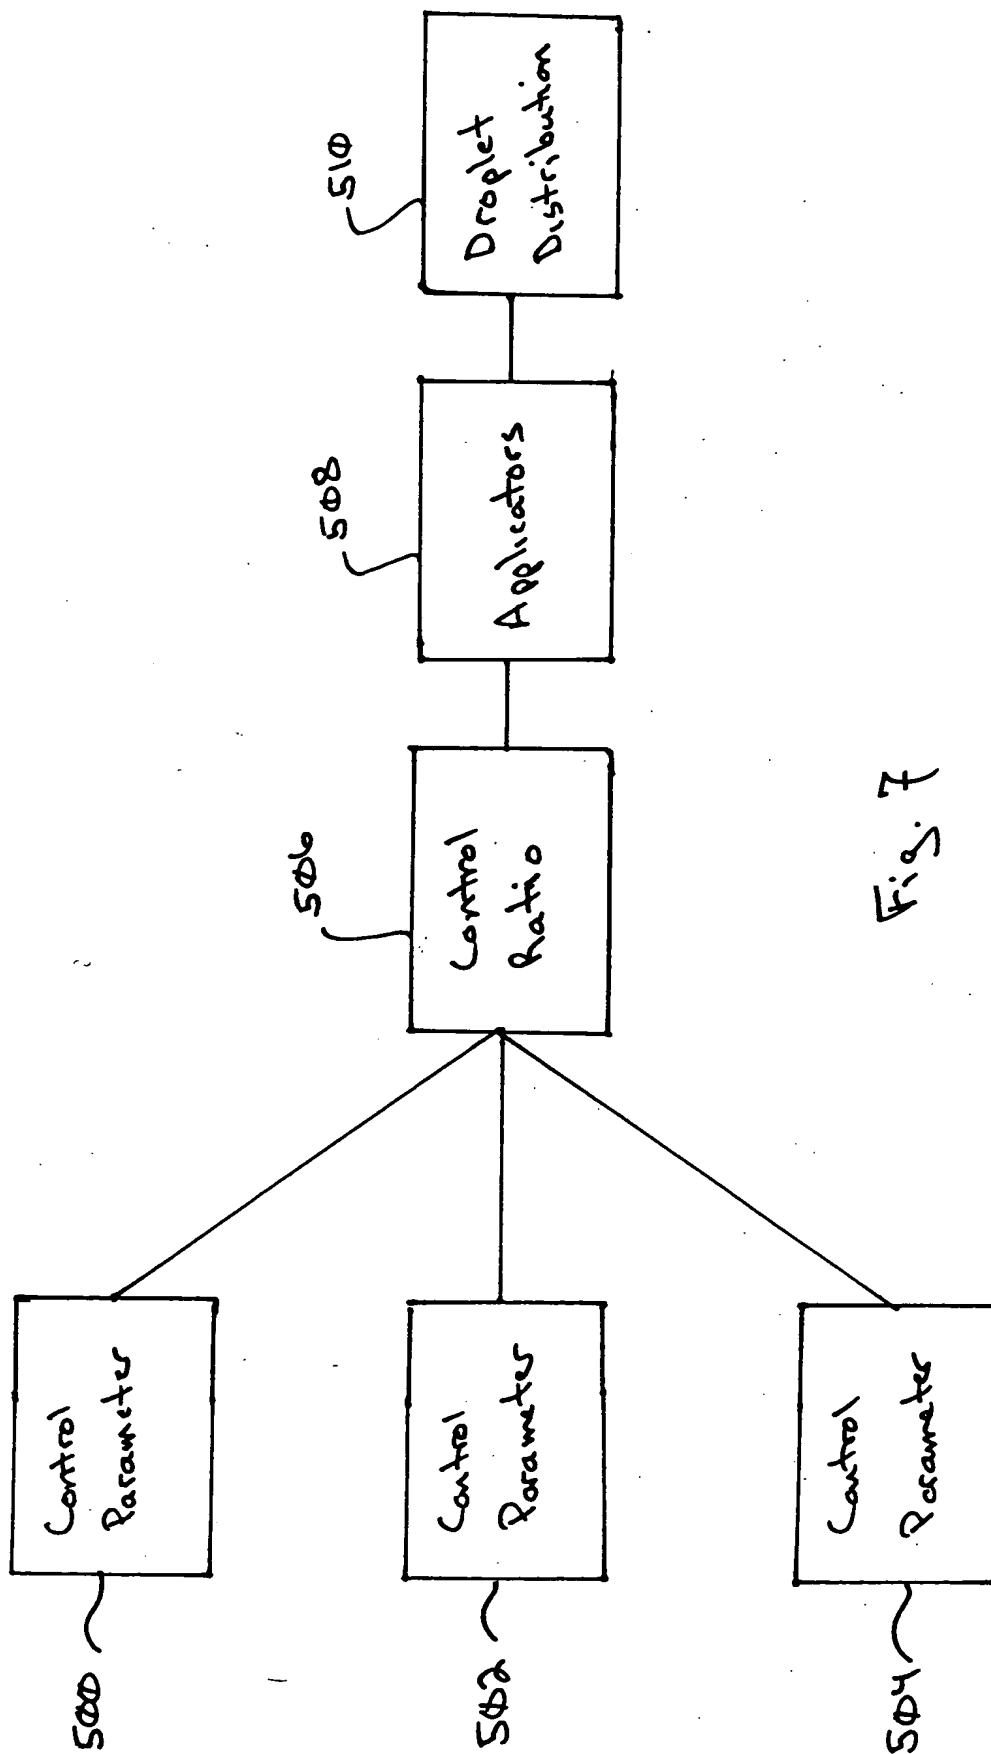 500
Control
Parameter
502
Control
Parameter
504
Control
Parameter
506
Control
Ratio
508
Applicators
510
Droplet
Distribution
Fig. 7